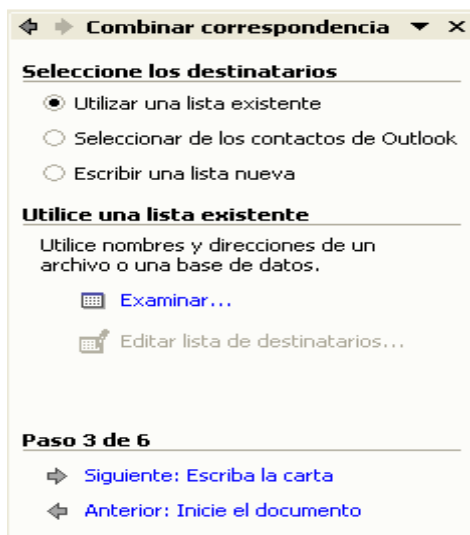 Combinar correspondencia
Seleccione los destinatarios
Utilizar una lista existente
Seleccionar de los contactos de Outlook
Escribir una lista nueva
Utilice una lista existente
Utilice nombres y direcciones de un
archivo o una base de datos.
Examinar...
Editar lista de destinatarios...
Paso 3 de 6
Siguiente: Escriba la carta
Anterior: Inicie el documento